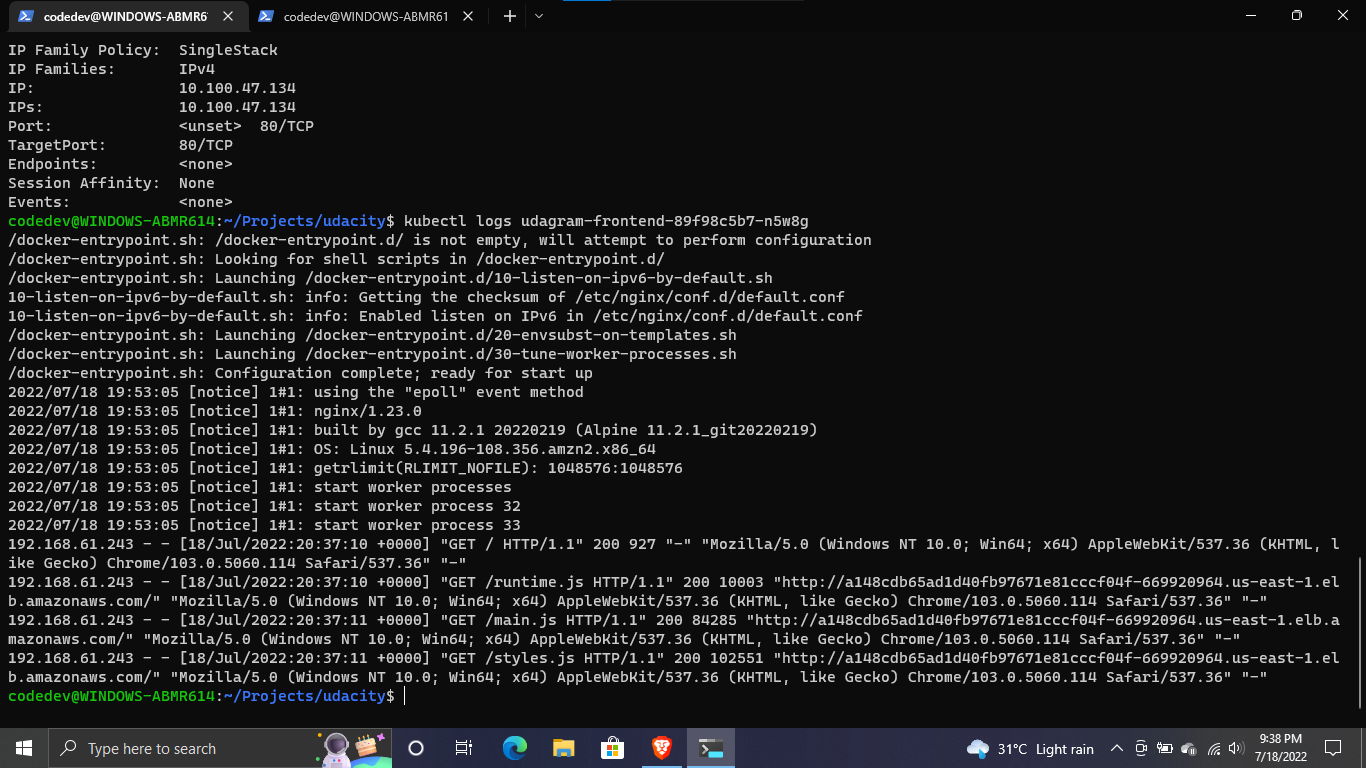 codedev@WINDOWS-ABMR6
codedev@WINDOWS-ABMR61
IP Family Policy:  SingleStack
IP Families:       IPv4
IP:                10.100.47.134
IPs:               10.100.47.134
Port:              <unset>  80/TCP
TargetPort:        80/TCP
Endpoints:         <none>
Session Affinity:  None
Events:            <none>
codedev@WINDOWS-ABMR614:~/Projects/udacity$ kubectl logs udagram-frontend-89f98c5b7-n5w8g
/docker-entrypoint.sh: /docker-entrypoint.d/ is not empty, will attempt to perform configuration
/docker-entrypoint.sh: Looking for shell scripts in /docker-entrypoint.d/
/docker-entrypoint.sh: Launching /docker-entrypoint.d/10-listen-on-ipv6-by-default.sh
10-listen-on-ipv6-by-default.sh: info: Getting the checksum of /etc/nginx/conf.d/default.conf
10-listen-on-ipv6-by-default.sh: info: Enabled listen on IPv6 in /etc/nginx/conf.d/default.conf
/docker-entrypoint.sh: Launching /docker-entrypoint.d/20-envsubst-on-templates.sh
/docker-entrypoint.sh: Launching /docker-entrypoint.d/30-tune-worker-processes.sh
/docker-entrypoint.sh: Configuration complete; ready for start up
2022/07/18 19:53:05 [notice] 1#1: using the "epoll" event method
2022/07/18 19:53:05 [notice] 1#1: nginx/1.23.0
2022/07/18 19:53:05 [notice] 1#1: built by gcc 11.2.1 20220219 (Alpine 11.2.1_git20220219)
2022/07/18 19:53:05 [notice] 1#1: OS: Linux 5.4.196-108.356.amzn2.x86_64
2022/07/18 19:53:05 [notice] 1#1: getrlimit(RLIMIT_NOFILE): 1048576:1048576
2022/07/18 19:53:05 [notice] 1#1: start worker processes
2022/07/18 19:53:05 [notice] 1#1: start worker process 32
2022/07/18 19:53:05 [notice] 1#1: start worker process 33
192.168.61.243 - - [18/Jul/2022:20:37:10 +0000] "GET / HTTP/1.1" 200 927 "-" "Mozilla/5.0 (Windows NT 10.0; Win64; x64) AppleWebKit/537.36 (KHTML, l
ike Gecko) Chrome/103.0.5060.114 Safari/537.36" "-"
192.168.61.243 - - [18/Jul/2022:20:37:10 +0000] "GET /runtime.js HTTP/1.1" 200 10003 "http://a148cdb65ad1d40fb97671e81cccf04f-669920964.us-east-1.el
b.amazonaws.com/" "Mozilla/5.0 (Windows NT 10.0; Win64; x64) AppleWebKit/537.36 (KHTML, like Gecko) Chrome/103.0.5060.114 Safari/537.36" "-"
192.168.61.243 - - [18/Jul/2022:20:37:11 +0000] "GET /main.js HTTP/1.1" 200 84285 "http://a148cdb65ad1d40fb97671e81cccf04f-669920964.us-east-1.elb.a
mazonaws.com/" "Mozilla/5.0 (Windows NT 10.0; Win64; x64) AppleWebKit/537.36 (KHTML, like Gecko) Chrome/103.0.5060.114 Safari/537.36" "-"
192.168.61.243 - - [18/Jul/2022:20:37:11 +0000] "GET /styles.js HTTP/1.1" 200 102551 "http://a148cdb65ad1d40fb97671e81cccf04f-669920964.us-east-1.el
b.amazonaws.com/" "Mozilla/5.0 (Windows NT 10.0; Win64; x64) AppleWebKit/537.36 (KHTML, like Gecko) Chrome/103.0.5060.114 Safari/537.36" "-"
codedev@WINDOWS-ABMR614:~/Projects/udacity$
Type here to search
31°C Light rain
9:38 PM
7/18/2022